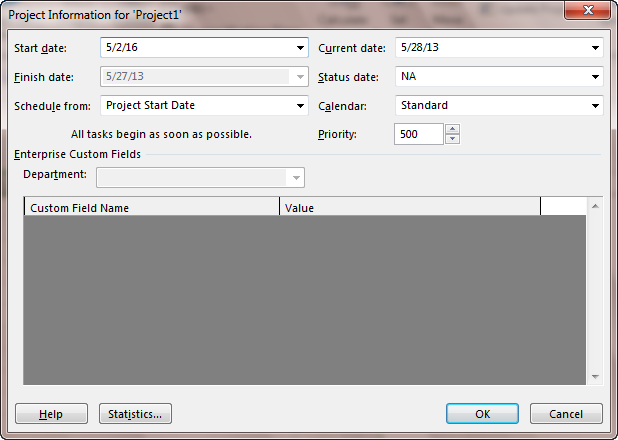 Project Information for 'Project1'
Start date: 5/2/16 Current date: 5/28/13
Finish date: 5/27/13 Status date: NA
Schedule from: Project Start Date Calendar: Standard
All tasks begin as soon as possible. Priority: 500
Enterprise Custom Fields
Department:
Custom Field Name Value
Help Statistics... OK Cancel